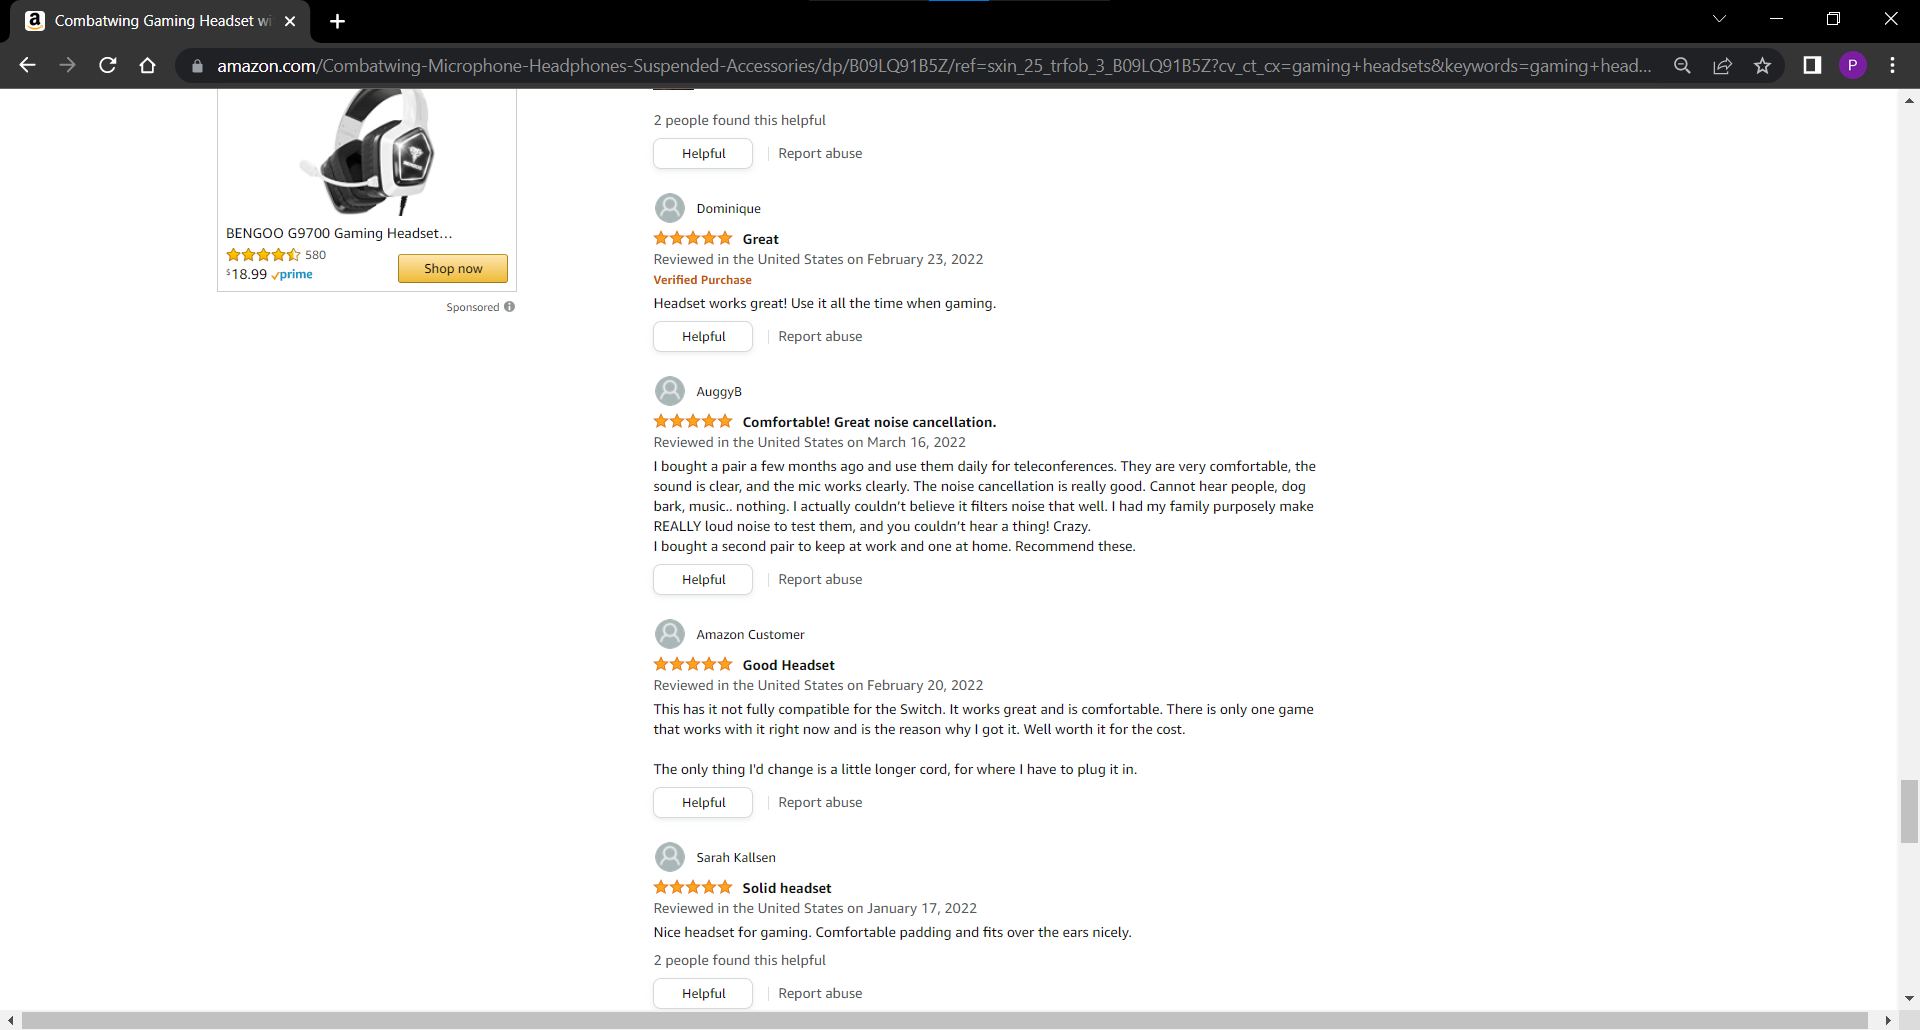 Combatwing Gaming Headset wi
amazon.com/Combatwing-Microphone-Headphones-Suspended-Accessories/dp/B09LQ91B5Z/ref=sxin_25_trfob_3_B09LQ91B5Z?cv_ct_cx=gaming+headsets&keywords=gaming+head...
P
BENGOO G9700 Gaming Headset...
580
$18.99 prime
Shop now
Sponsored
2 people found this helpful
Helpful
Report abuse
Dominique
Great
Reviewed in the United States on February 23, 2022
Verified Purchase
Headset works great! Use it all the time when gaming.
Helpful
Report abuse
AuggyB
Comfortable! Great noise cancellation.
Reviewed in the United States on March 16, 2022
I bought a pair a few months ago and use them daily for teleconferences. They are very comfortable, the
sound is clear, and the mic works clearly. The noise cancellation is really good. Cannot hear people, dog
bark, music.. nothing. I actually couldn't believe it filters noise that well. I had my family purposely make
REALLY loud noise to test them, and you couldn't hear a thing! Crazy.
I bought a second pair to keep at work and one at home. Recommend these.
Helpful
Report abuse
Amazon Customer
Good Headset
Reviewed in the United States on February 20, 2022
This has it not fully compatible for the Switch. It works great and is comfortable. There is only one game
that works with it right now and is the reason why I got it. Well worth it for the cost.
The only thing I'd change is a little longer cord, for where I have to plug it in.
Helpful
Report abuse
Sarah Kallsen
Solid headset
Reviewed in the United States on January 17, 2022
Nice headset for gaming. Comfortable padding and fits over the ears nicely.
2 people found this helpful
Helpful
Report abuse